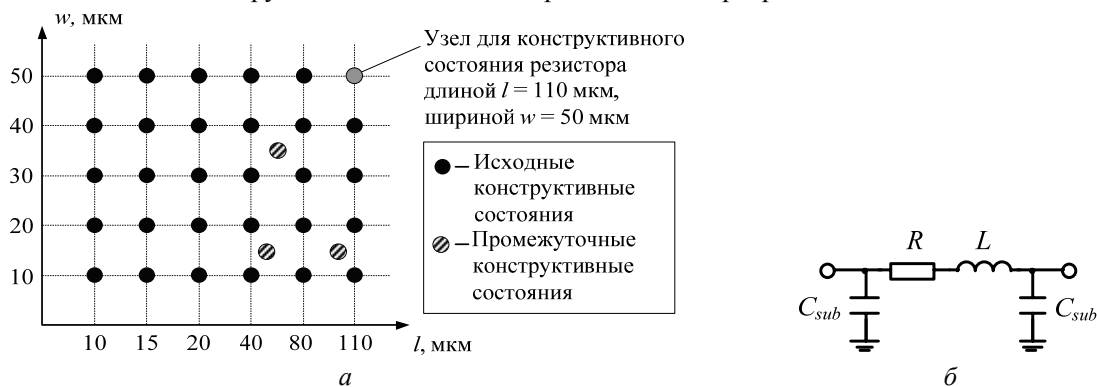 w, мкм
50
40
30
20
10
10 15 20 40 80 110
l, мкм
а
Узел для конструктивного
состояния резистора
длиной l = 110 мкм,
шириной w = 50 мкм
– Исходные
конструктивные
состояния
– Промежуточные
конструктивные
состояния
R
L
C_sub
C_sub
б